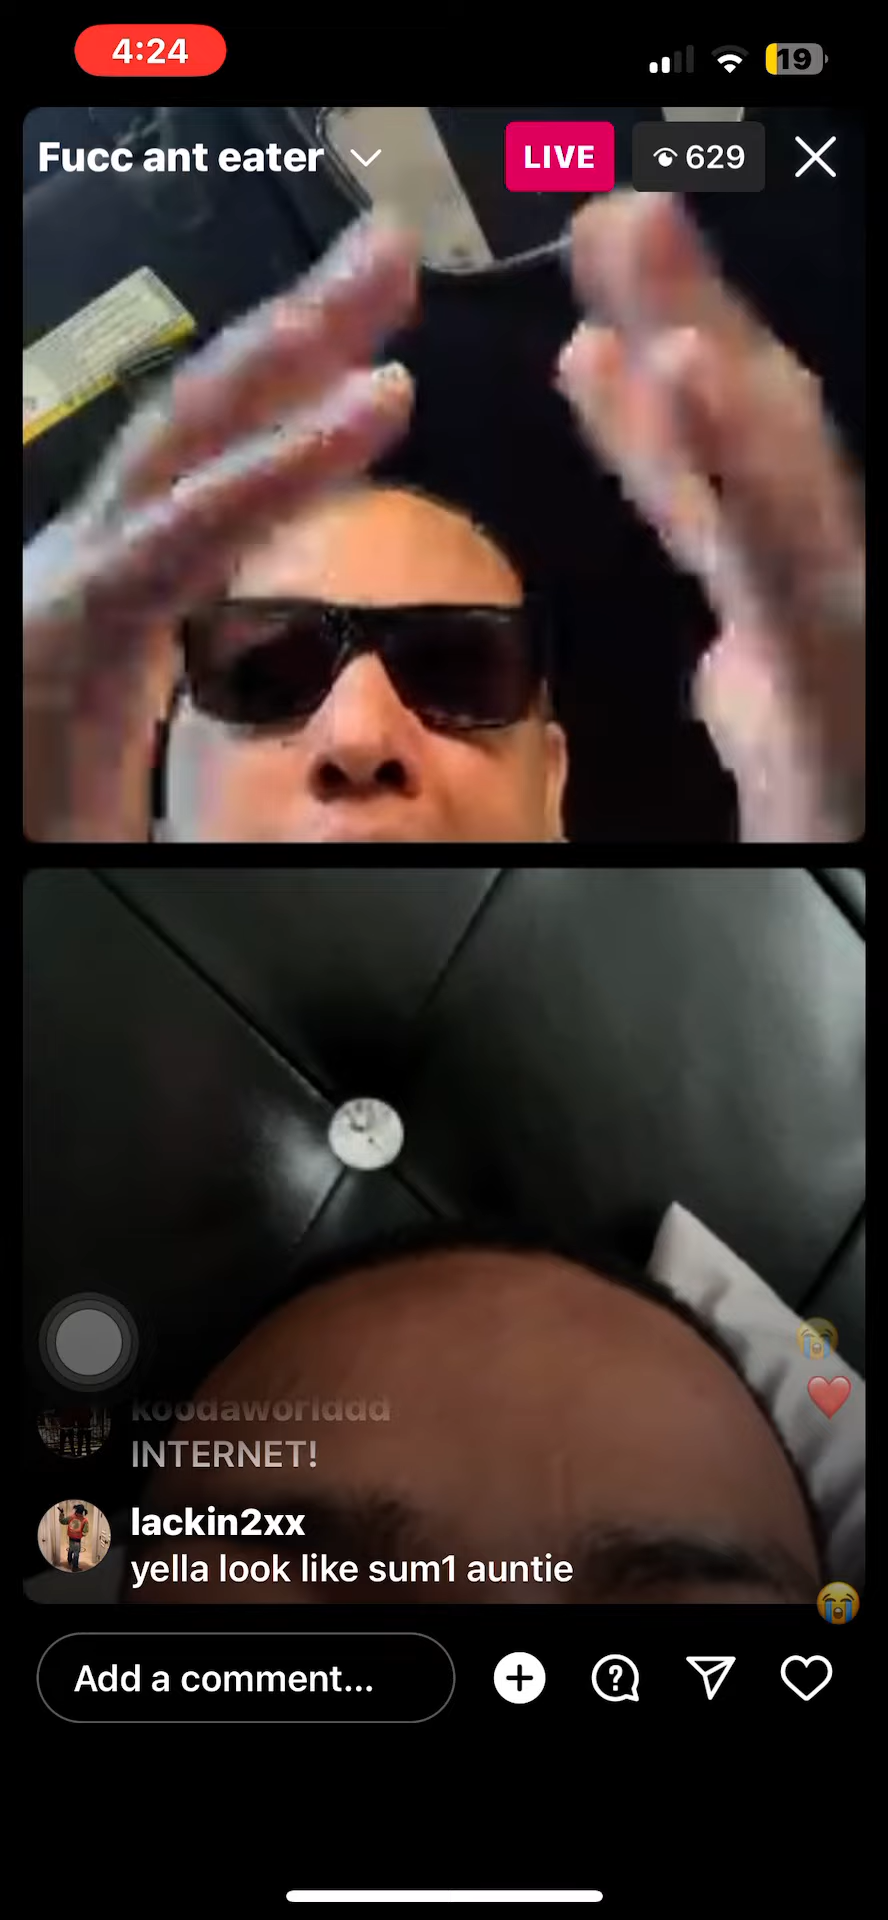 4:24
19
Fucc ant eater
LIVE
629
koodaworlddd
INTERNET!
lackin2xx
yella look like sum1 auntie
Add a comment...